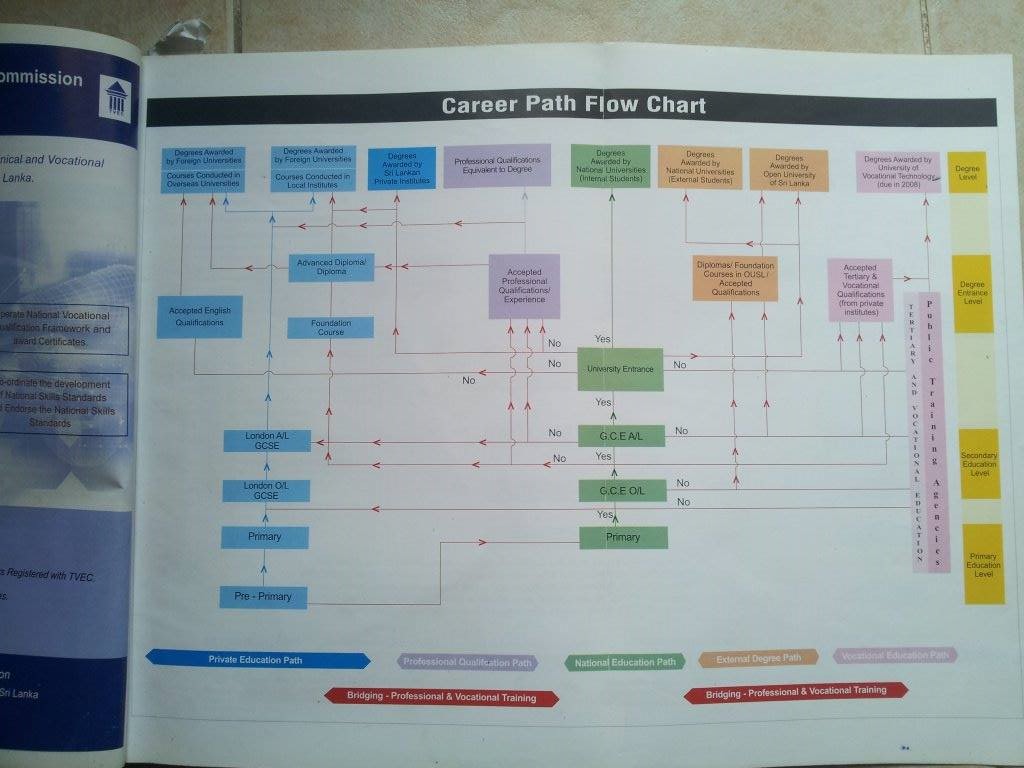 ommission
TVEC
nical and Vocational
Lanka.
perate National Vocational
ualification Framework and
award Certificates.
o-ordinate the development
f National Skills Standards
d Endorse the National Skills
Standards
s Registered with TVEC,
es.
on
Sri Lanka
Career Path Flow Chart
Degrees Awarded
by Foreign Universities
Courses Conducted in
Overseas Universities
Degrees Awarded
by Foreign Universities
Courses Conducted in
Local Institutes
Degrees
Awarded by
Sri Lankan
Private Institutes
Professional Qualifications
Equivalent to Degree
Degrees
Awarded by
National Universities
(Internal Students)
Degrees
Awarded by
National Universities
(External Students)
Degrees
Awarded by
Open University
of Sri Lanka
Degrees Awarded by
University of
Vocational Technology
(due in 2008)
Degree
Level
Advanced Diploma/
Diploma
Accepted
Professional
Qualifications/
Experience
Diplomas/ Foundation
Courses in OUSL/
Accepted
Qualifications
Accepted
Tertiary &
Vocational
Qualifications
(from private
institutes)
Degree
Entrance
Level
Accepted English
Qualifications
Foundation
Course
TERTIARY AND VOCATIONAL EDUCATION
Public Training Agencies
Yes
No
No
University Entrance
No
No
Yes
London A/L
GCSE
No
G.C.E A/L
No
Yes
No
Secondary
Education
Level
London O/L
GCSE
G.C.E O/L
No
No
Yes
Primary
Primary
Primary
Education
Level
Pre - Primary
Private Education Path
Professional Qualifcation Path
National Education Path
External Degree Path
Vocational Education Path
Bridging - Professional & Vocational Training
Bridging - Professional & Vocational Training